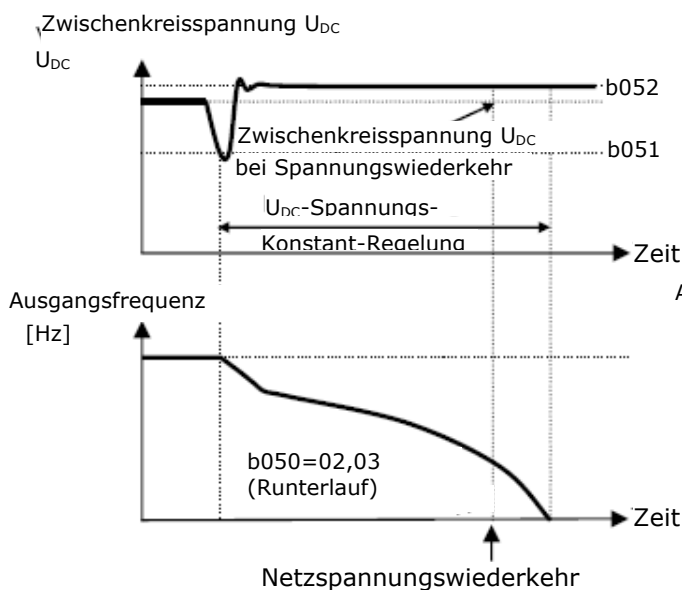 Zwischenkreisspannung UDC
UDC
b052
Zwischenkreisspannung UDC
b051
bei Spannungswiederkehr
UDC-Spannungs-
Konstant-Regelung
Zeit
Ausgangsfrequenz
[Hz]
A
b050=02,03
(Runterlauf)
Zeit
Netzspannungswiederkehr